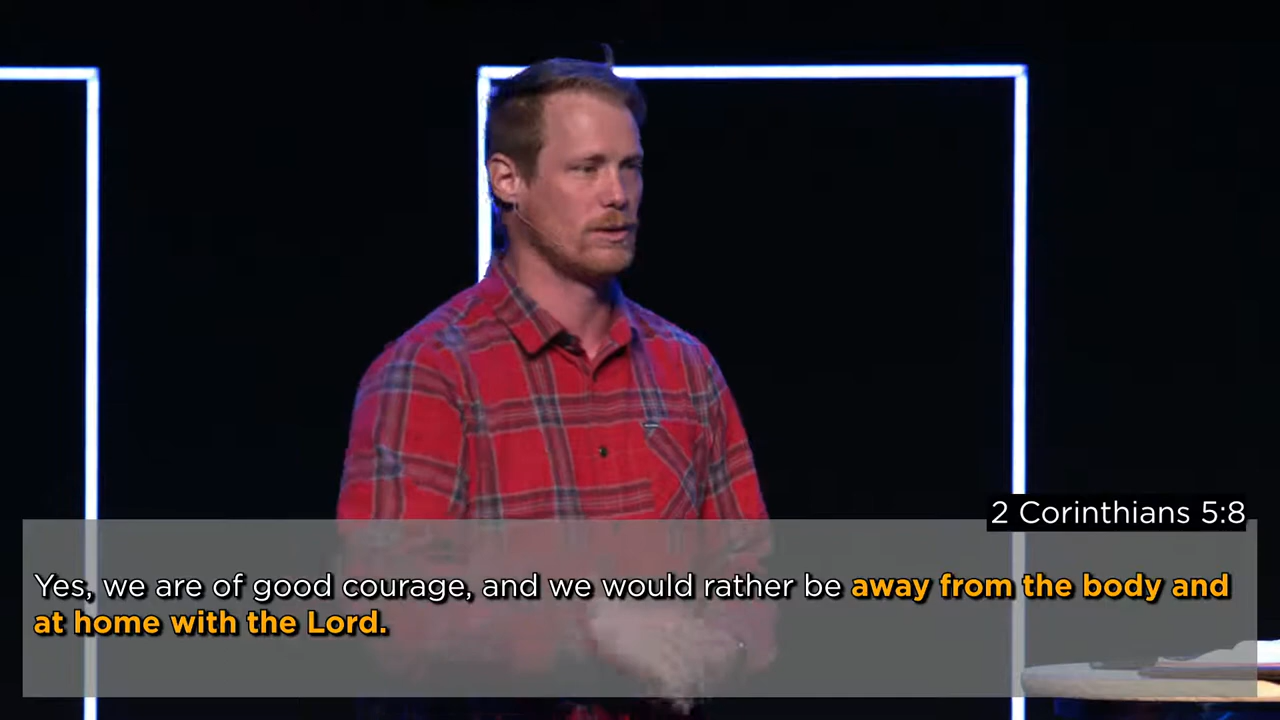 2 Corinthians 5:8
Yes, we are of good courage, and we would rather be away from the body and
at home with the Lord.